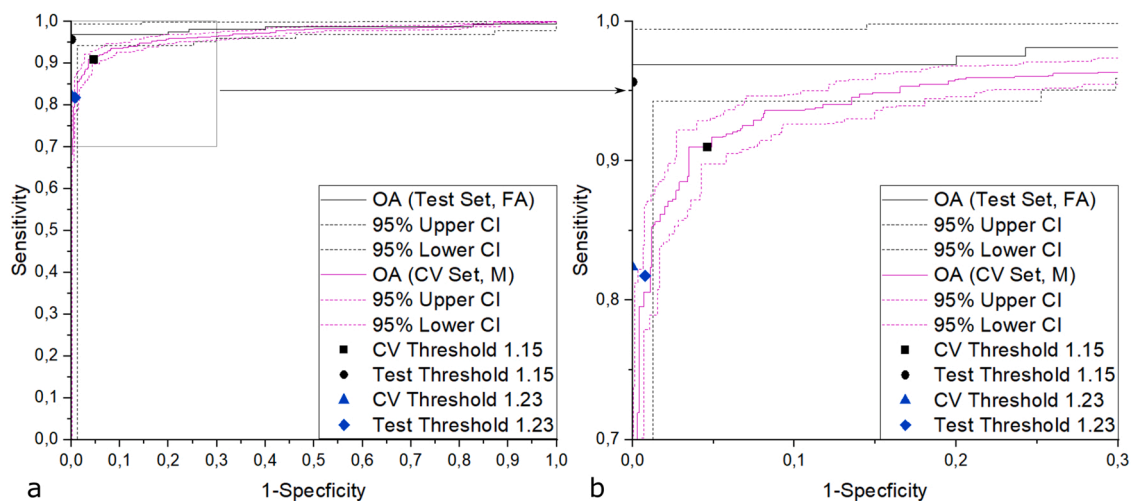 1,0
0,9
0,8
0,7
0,6
0,5
0,4
0,3
0,2
0,1
0,0
Sensitivity
OA (Test Set, FA)
95% Upper CI
95% Lower CI
OA (CV Set, M)
95% Upper CI
95% Lower CI
CV Threshold 1.15
Test Threshold 1.15
CV Threshold 1.23
Test Threshold 1.23
0,0 0,1 0,2 0,3 0,4 0,5 0,6 0,7 0,8 0,9 1,0
1-Specficity
a
1,0
0,9
0,8
0,7
Sensitivity
OA (Test Set, FA)
95% Upper CI
95% Lower CI
OA (CV Set, M)
95% Upper CI
95% Lower CI
CV Threshold 1.15
Test Threshold 1.15
CV Threshold 1.23
Test Threshold 1.23
0,0 0,1 0,2 0,3
1-Specificity
b